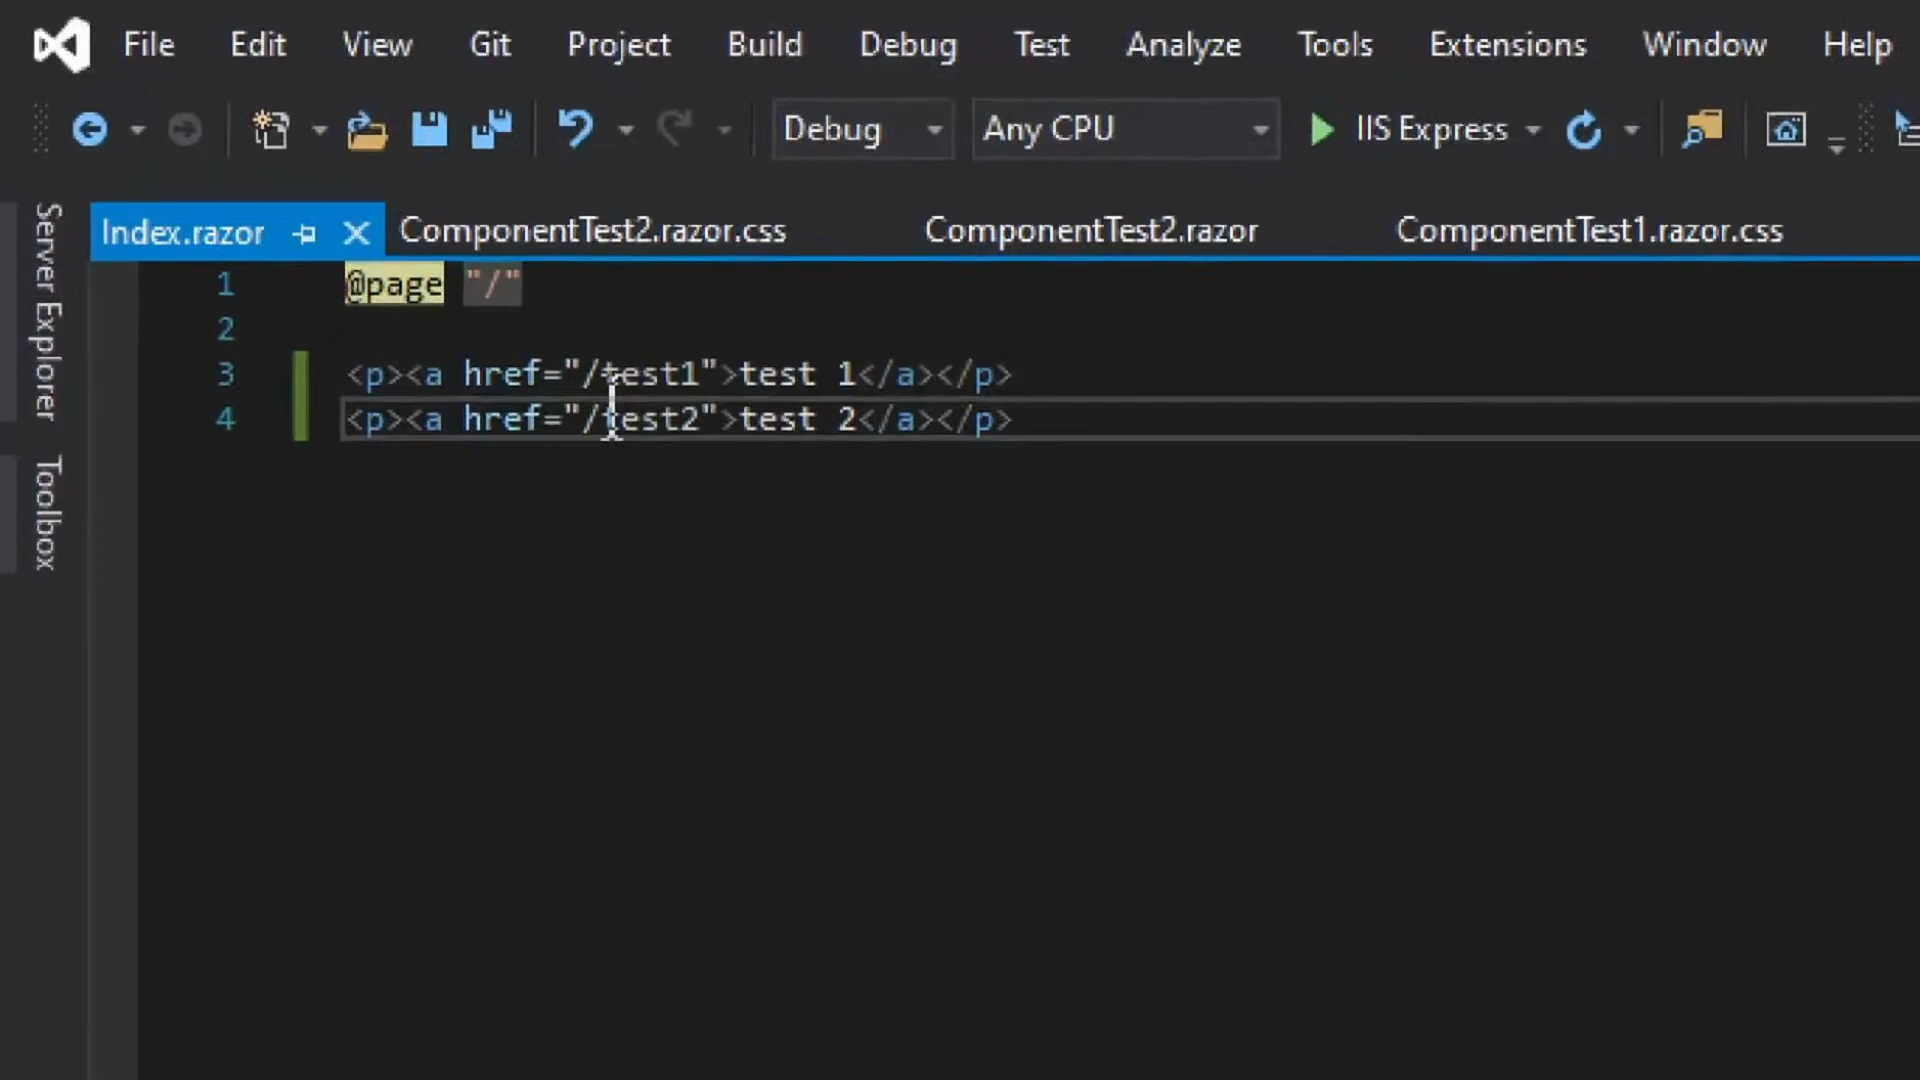 File Edit View Git Project Build Debug Test Analyze Tools Extensions Window Help
Debug Any CPU IIS Express
Server Explorer
Toolbox
Index.razor ComponentTest2.razor.css ComponentTest2.razor ComponentTest1.razor.css
1 @page "/"
2
3 <p><a href="/test1">test 1</a></p>
4 <p><a href="/test2">test 2</a></p>